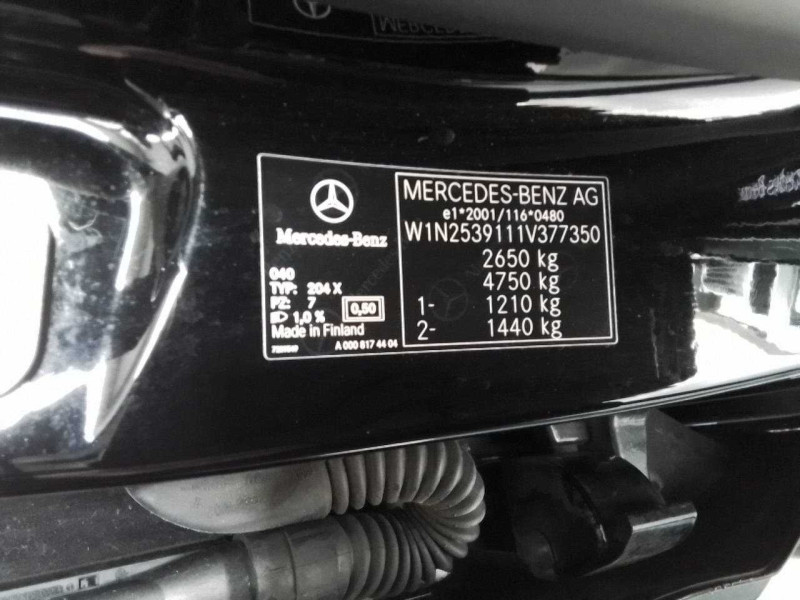 Mercedes-Benz
040
TYP: 204 X
PZ: 7
1,0 %
0,50
Made in Finland
A 000 817 44 04
MERCEDES-BENZ AG
e1*2001/116*0480
W1N2539111V377350
2650 kg
4750 kg
1- 1210 kg
2- 1440 kg